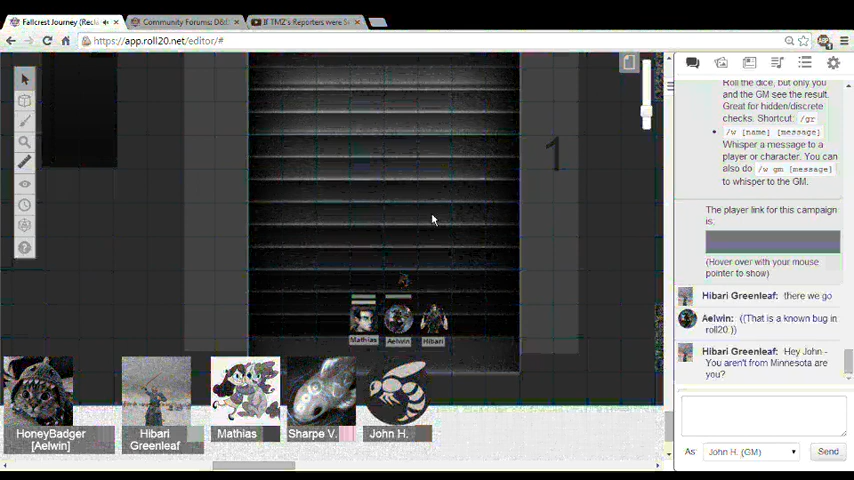 Fallcrest Journey (Reclu
Community Forums: D&D
If TMZ's Reporters were S
https://app.roll20.net/editor/#
1
Mathias
Aelwin
Hibari
HoneyBadger
[Aelwin]
Hibari
Greenleaf
Mathias
Sharpe V.
John H.
Roll the dice, but only you
and the GM see the result.
Great for hidden/discrete
checks. Shortcut: /gr
/w [name] [message]
Whisper a message to a
player or character. You can
also do /w gm [message]
to whisper to the GM.
The player link for this campaign
is:
(Hover over with your mouse
pointer to show)
Hibari Greenleaf: there we go
Aelwin: ((That is a known bug in
roll20.))
Hibari Greenleaf: Hey John -
You aren't from Minnesota are
you?
As:
John H. (GM)
Send